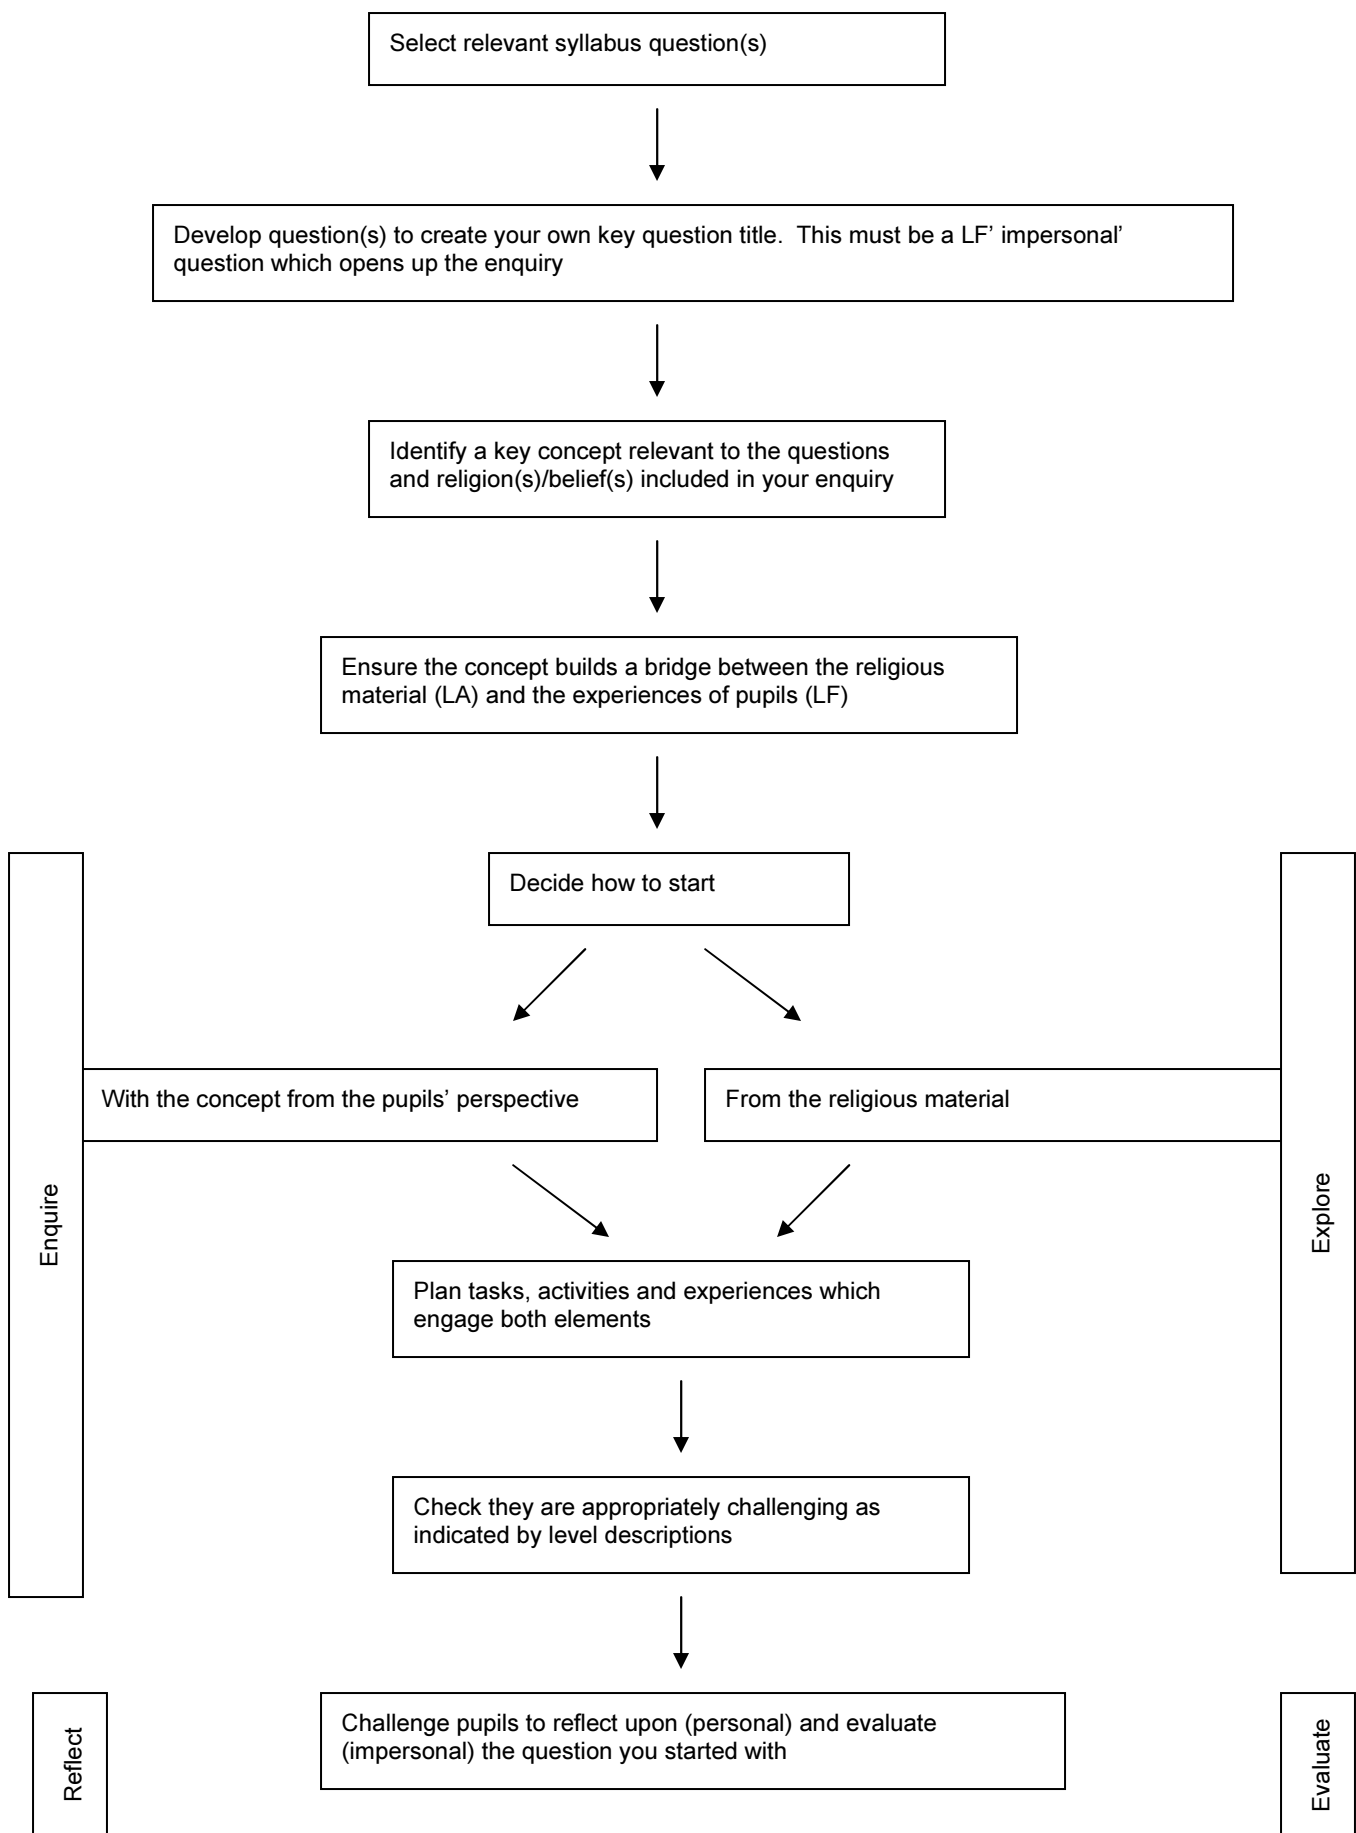 Select relevant syllabus question(s)
Develop question(s) to create your own key question title.  This must be a LF’ impersonal’
question which opens up the enquiry
Identify a key concept relevant to the questions
and religion(s)/belief(s) included in your enquiry
Ensure the concept builds a bridge between the religious
material (LA) and the experiences of pupils (LF)
Decide how to start
With the concept from the pupils’ perspective
From the religious material
Enquire
Explore
Plan tasks, activities and experiences which
engage both elements
Check they are appropriately challenging as
indicated by level descriptions
Reflect
Challenge pupils to reflect upon (personal) and evaluate
(impersonal) the question you started with
Evaluate